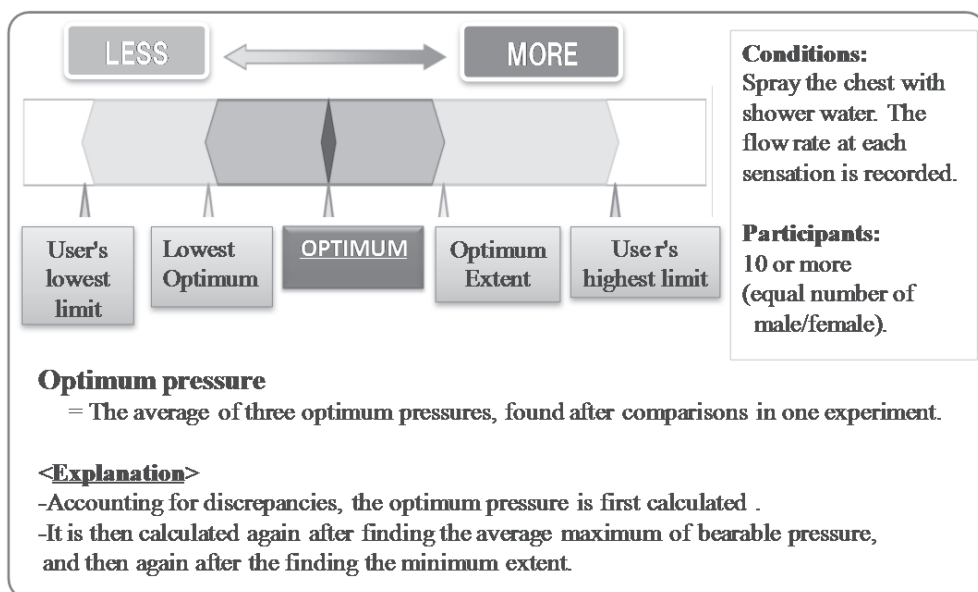 LESS
MORE
User's
lowest
limit
Lowest
Optimum
OPTIMUM
Optimum
Extent
Use r's
highest limit
Conditions:
Spray the chest with
shower water. The
flow rate at each
sensation is recorded.
Participants:
10 or more
(equal number of
male/female).
Optimum pressure
= The average of three optimum pressures, found after comparisons in one experiment.
<Explanation>
-Accounting for discrepancies, the optimum pressure is first calculated .
-It is then calculated again after finding the average maximum of bearable pressure,
and then again after the finding the minimum extent.